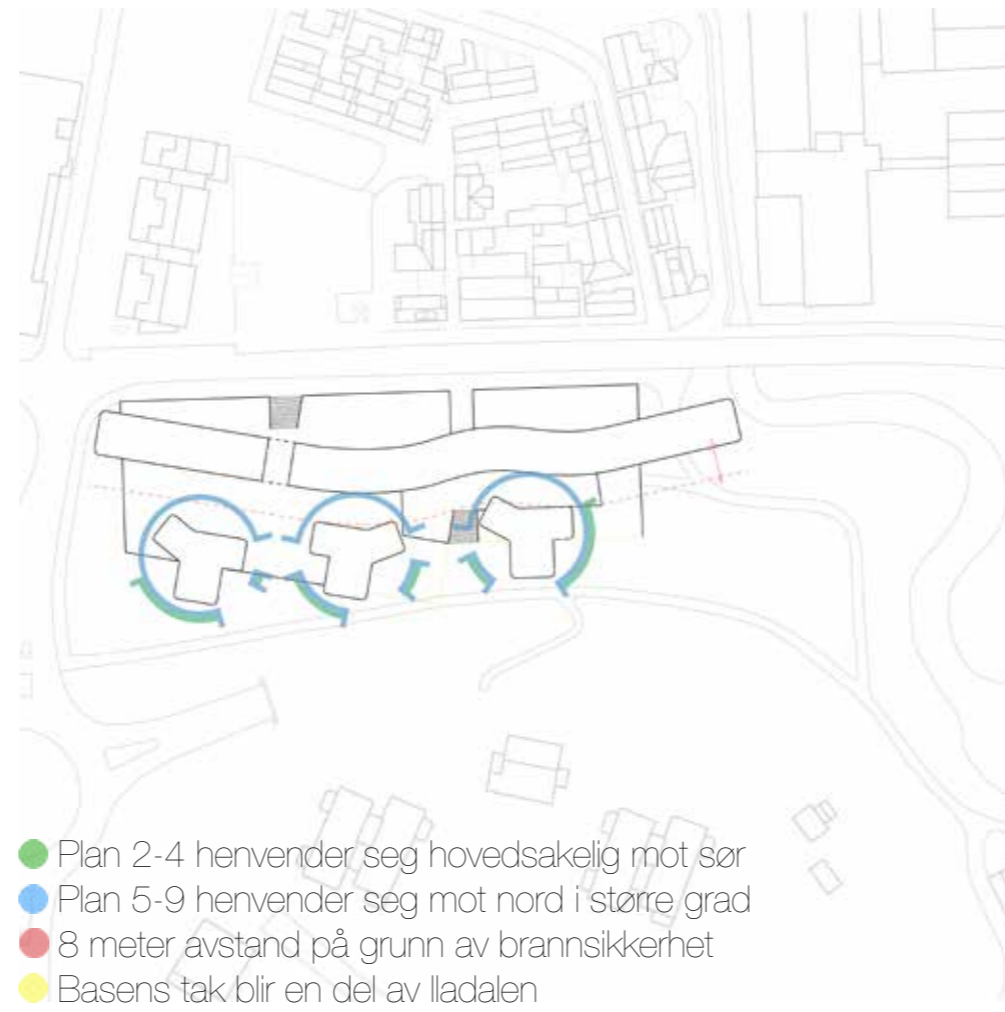 Plan 2-4 henvender seg hovedsakelig mot sør
Plan 5-9 henvender seg mot nord i større grad
8 meter avstand på grunn av brannsikkerhet
Basens tak blir en del av Iladalen